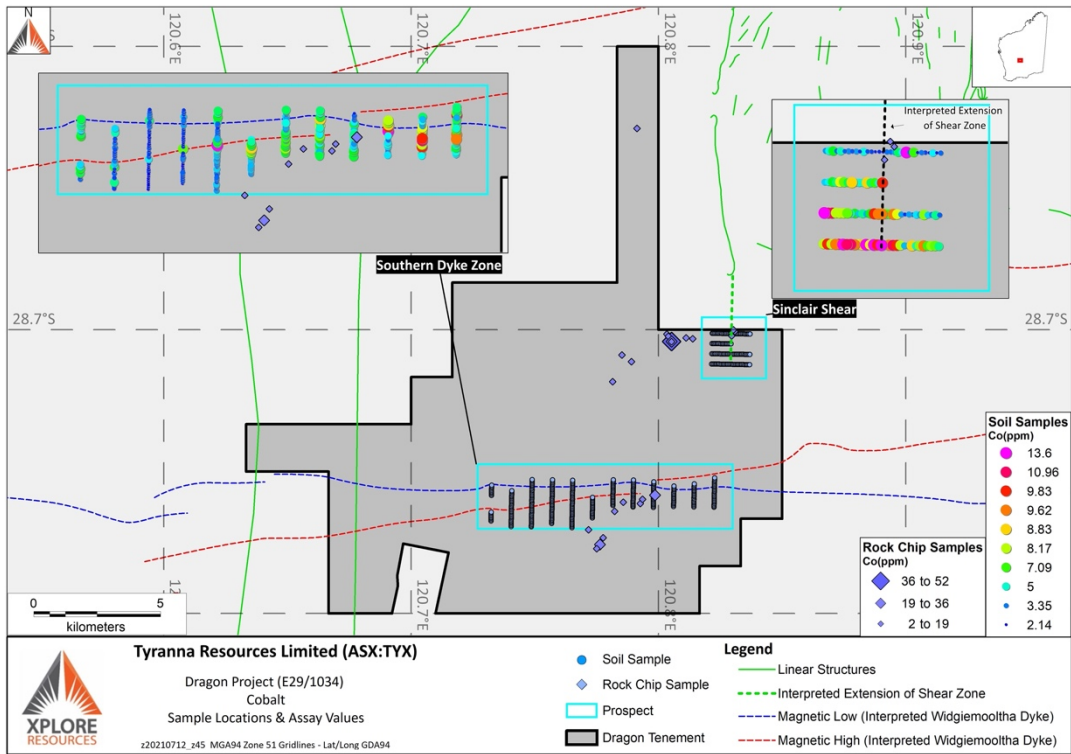 N
°S
120.6°E
120.8°E
120.9°E
Interpreted Extension
of Shear Zone
Southern Dyke Zone
Sinclair Shear
28.7°S
28.7°S
Soil Samples
Co(ppm)
13.6
10.96
9.83
9.62
8.83
8.17
7.09
5
3.35
2.14
Rock Chip Samples
Co(ppm)
36 to 52
19 to 36
2 to 19
0 5
kilometers
120.6°E
120.7°E
120.8°E
XPLORE
RESOURCES
Tyranna Resources Limited (ASX:TYX)
Dragon Project (E29/1034)
Cobalt
Sample Locations & Assay Values
z20210712_z45 MGA94 Zone 51 Gridlines - Lat/Long GDA94
Soil Sample
Rock Chip Sample
Prospect
Dragon Tenement
Legend
Linear Structures
Interpreted Extension of Shear Zone
Magnetic Low (Interpreted Widgiemooltha Dyke)
Magnetic High (Interpreted Widgiemooltha Dyke)